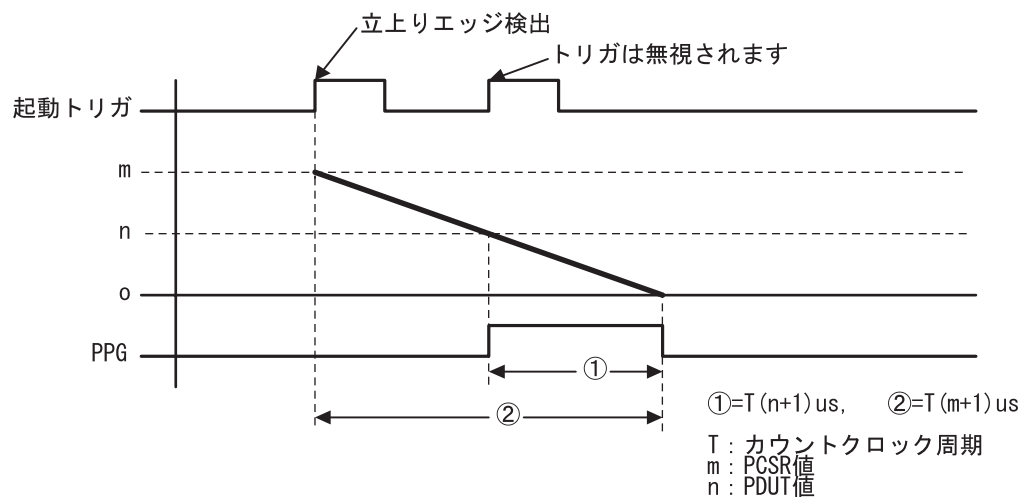 立上りエッジ検出
トリガは無視されます
起動トリガ
m
n
o
PPG
①
②
①=T(n+1)us,　②=T(m+1)us
T：カウントクロック周期
m：PCSR値
n：PDUT値